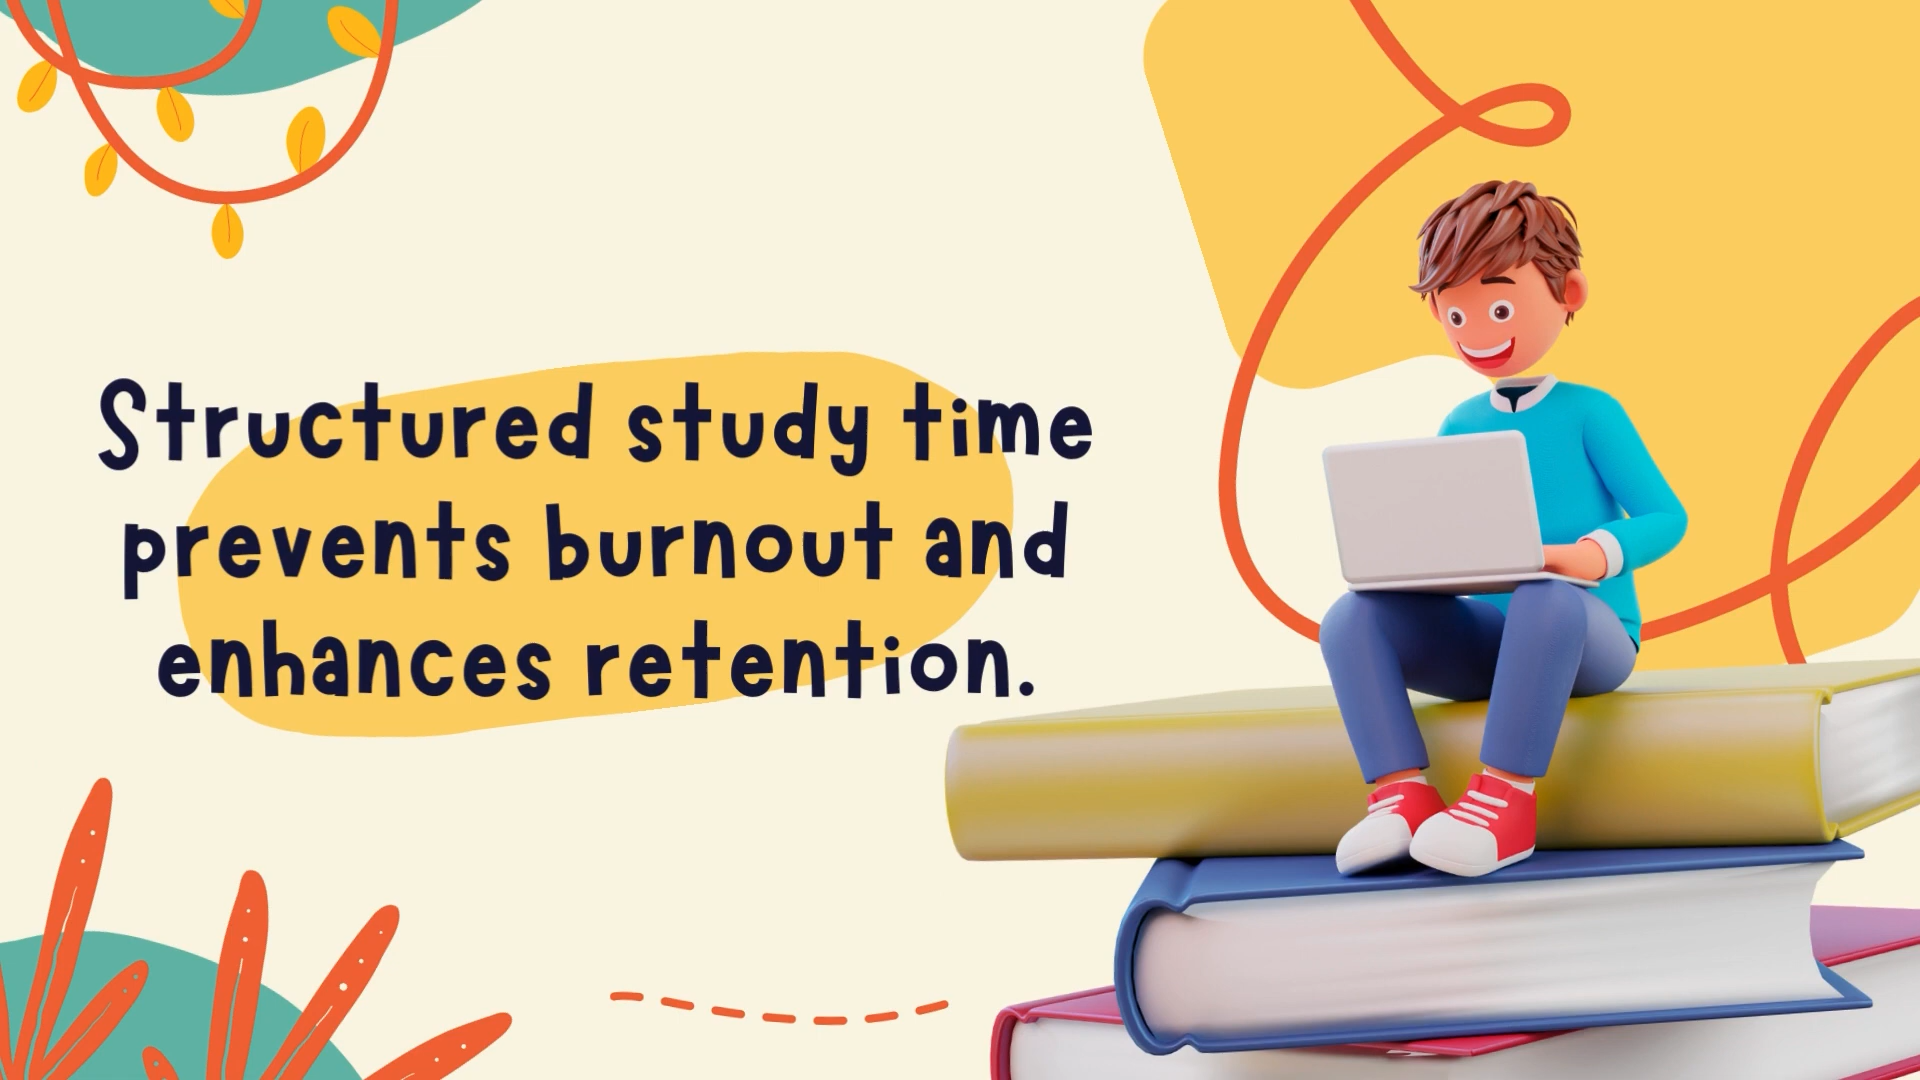 Structured study time
prevents burnout and
enhances retention.